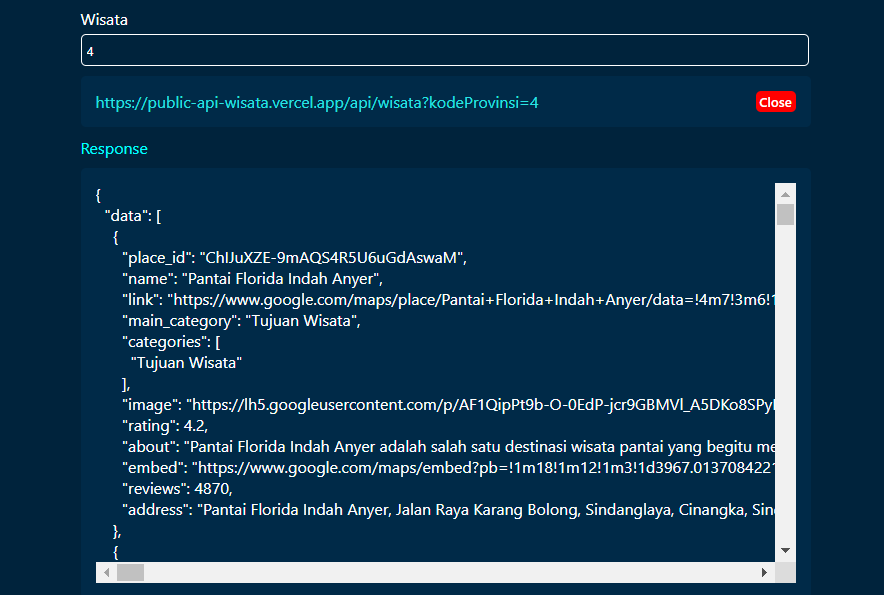 Wisata
4
https://public-api-wisata.vercel.app/api/wisata?kodeProvinsi=4
Close
Response
{
"data": [
{
"place_id": "ChIJuXZE-9mAQS4R5U6uGdAswaM",
"name": "Pantai Florida Indah Anyer",
"link": "https://www.google.com/maps/place/Pantai+Florida+Indah+Anyer/data=!4m7!3m6!1
"main_category": "Tujuan Wisata",
"categories": [
"Tujuan Wisata"
],
"image": "https://lh5.googleusercontent.com/p/AF1QipPt9b-O-0EdP-jcr9GBMVl_A5DKo8SPy
"rating": 4.2,
"about": "Pantai Florida Indah Anyer adalah salah satu destinasi wisata pantai yang begitu me
"embed": "https://www.google.com/maps/embed?pb=!1m18!1m12!1m3!1d3967.0137084221
"reviews": 4870,
"address": "Pantai Florida Indah Anyer, Jalan Raya Karang Bolong, Sindanglaya, Cinangka, Sin
},
{